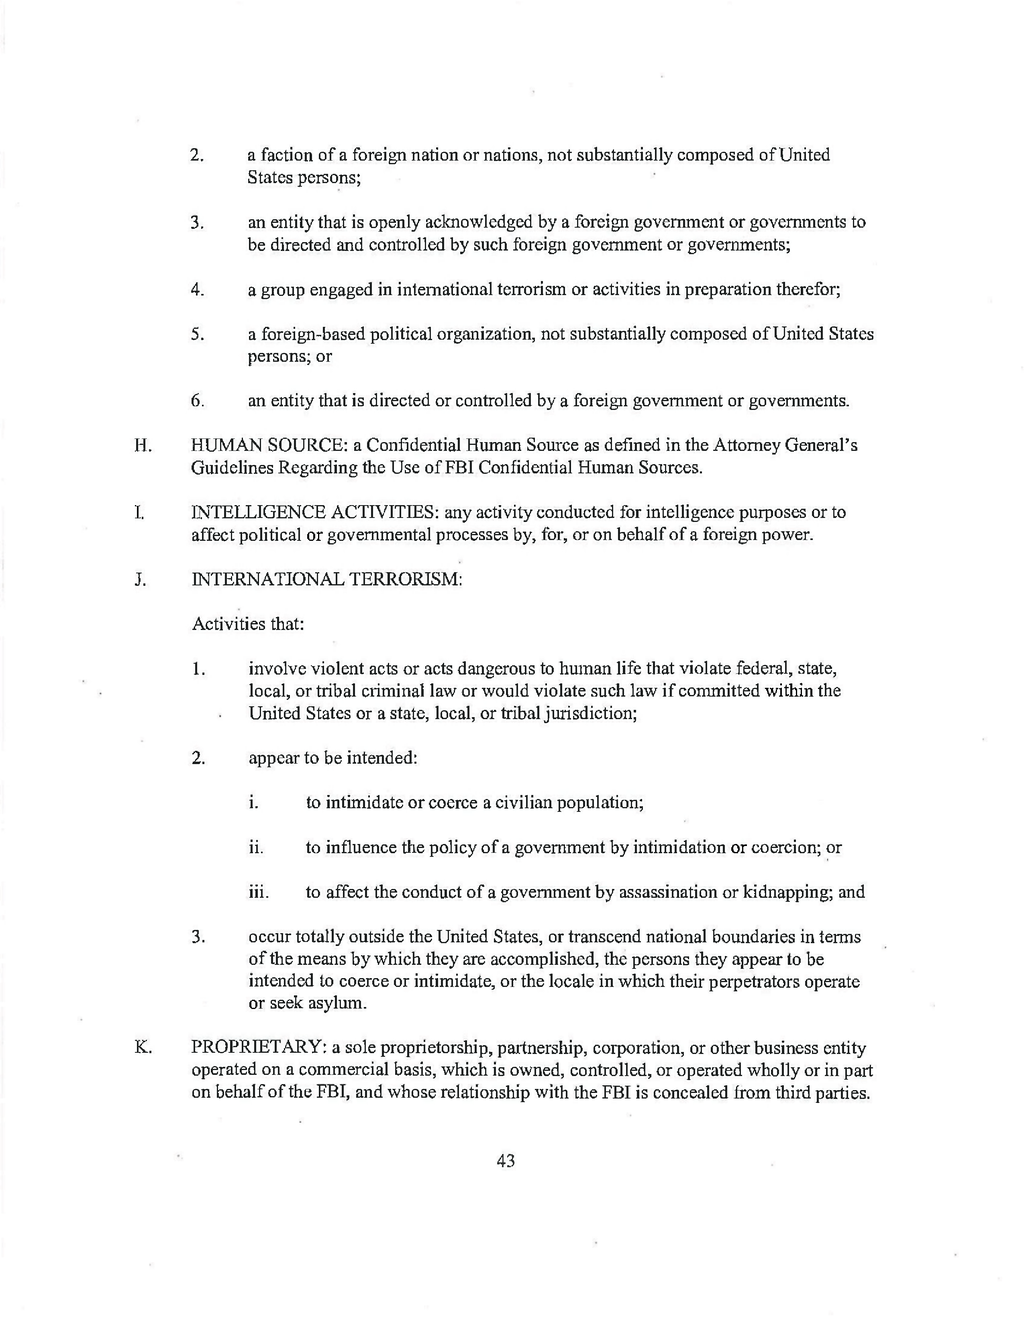 2. a faction of a foreign nation or nations, not substantially composed of United
States persons;
3. an entity that is openly acknowledged by a foreign government or governments to
be directed and controlled by such foreign government or governments;
4. a group engaged in international terrorism or activities in preparation therefor;
5. a foreign-based political organization, not substantially composed of United States
persons; or
6. an entity that is directed or controlled by a foreign government or governments.
H. HUMAN SOURCE: a Confidential Human Source as defined in the Attorney General's
Guidelines Regarding the Use of FBI Confidential Human Sources.
I. INTELLIGENCE ACTIVITIES: any activity conducted for intelligence purposes or to
affect political or governmental processes by, for, or on behalf of a foreign power.
J. INTERNATIONAL TERRORISM:
Activities that:
1. involve violent acts or acts dangerous to human life that violate federal, state,
local, or tribal criminal law or would violate such law if committed within the
United States or a state, local, or tribal jurisdiction;
2. appear to be intended:
i. to intimidate or coerce a civilian population;
ii. to influence the policy of a government by intimidation or coercion; or
iii. to affect the conduct of a government by assassination or kidnapping; and
3. occur totally outside the United States, or transcend national boundaries in terms
of the means by which they are accomplished, the persons they appear to be
intended to coerce or intimidate, or the locale in which their perpetrators operate
or seek asylum.
K. PROPRIETARY: a sole proprietorship, partnership, corporation, or other business entity
operated on a commercial basis, which is owned, controlled, or operated wholly or in part
on behalf of the FBI, and whose relationship with the FBI is concealed from third parties.
43